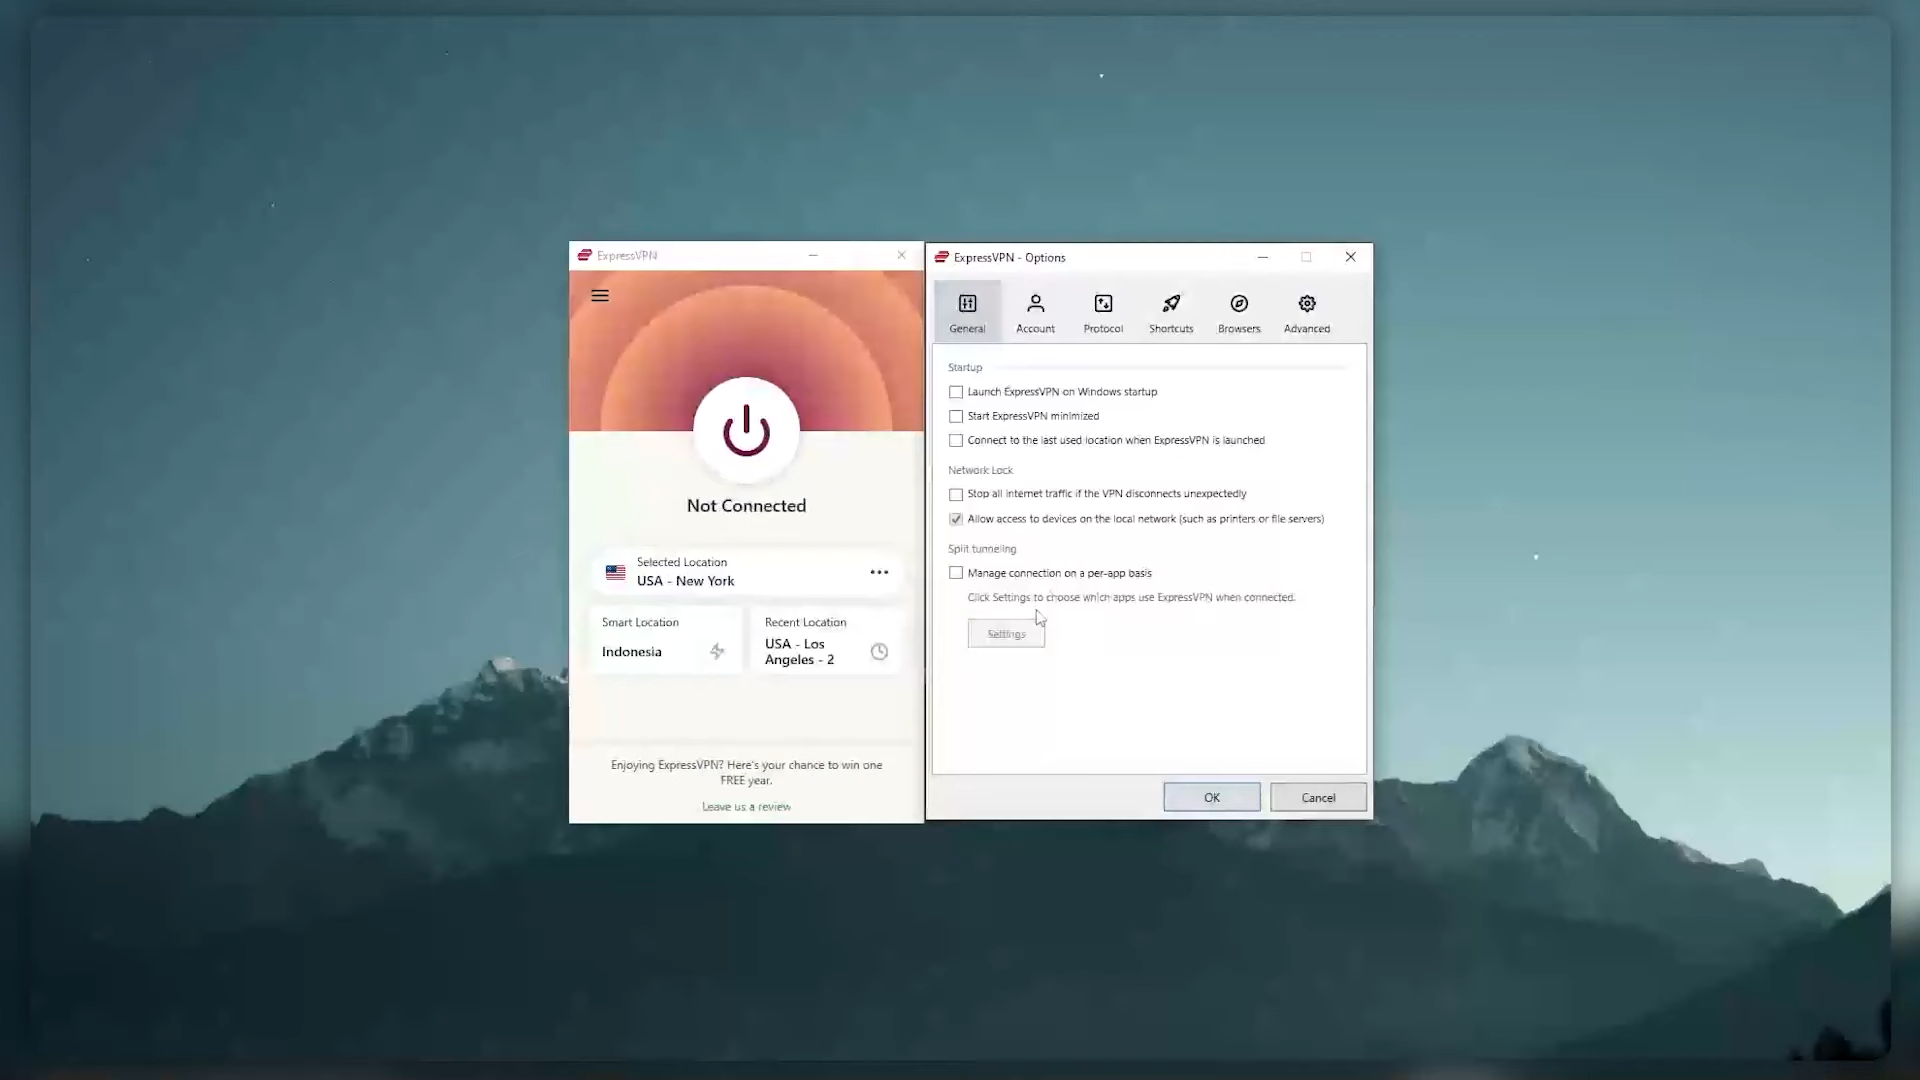 ExpressVPN
Not Connected
Selected Location
USA - New York
Smart Location
Indonesia
Recent Location
USA - Los
Angeles - 2
Enjoying ExpressVPN? Here's your chance to win one
FREE year.
Leave us a review
ExpressVPN - Options
General
Account
Protocol
Shortcuts
Browsers
Advanced
Startup
Launch ExpressVPN on Windows startup
Start ExpressVPN minimized
Connect to the last used location when ExpressVPN is launched
Network Lock
Stop all internet traffic if the VPN disconnects unexpectedly
Allow access to devices on the local network (such as printers or file servers)
Split tunneling
Manage connection on a per-app basis
Click Settings to choose which apps use ExpressVPN when connected.
Settings
OK
Cancel